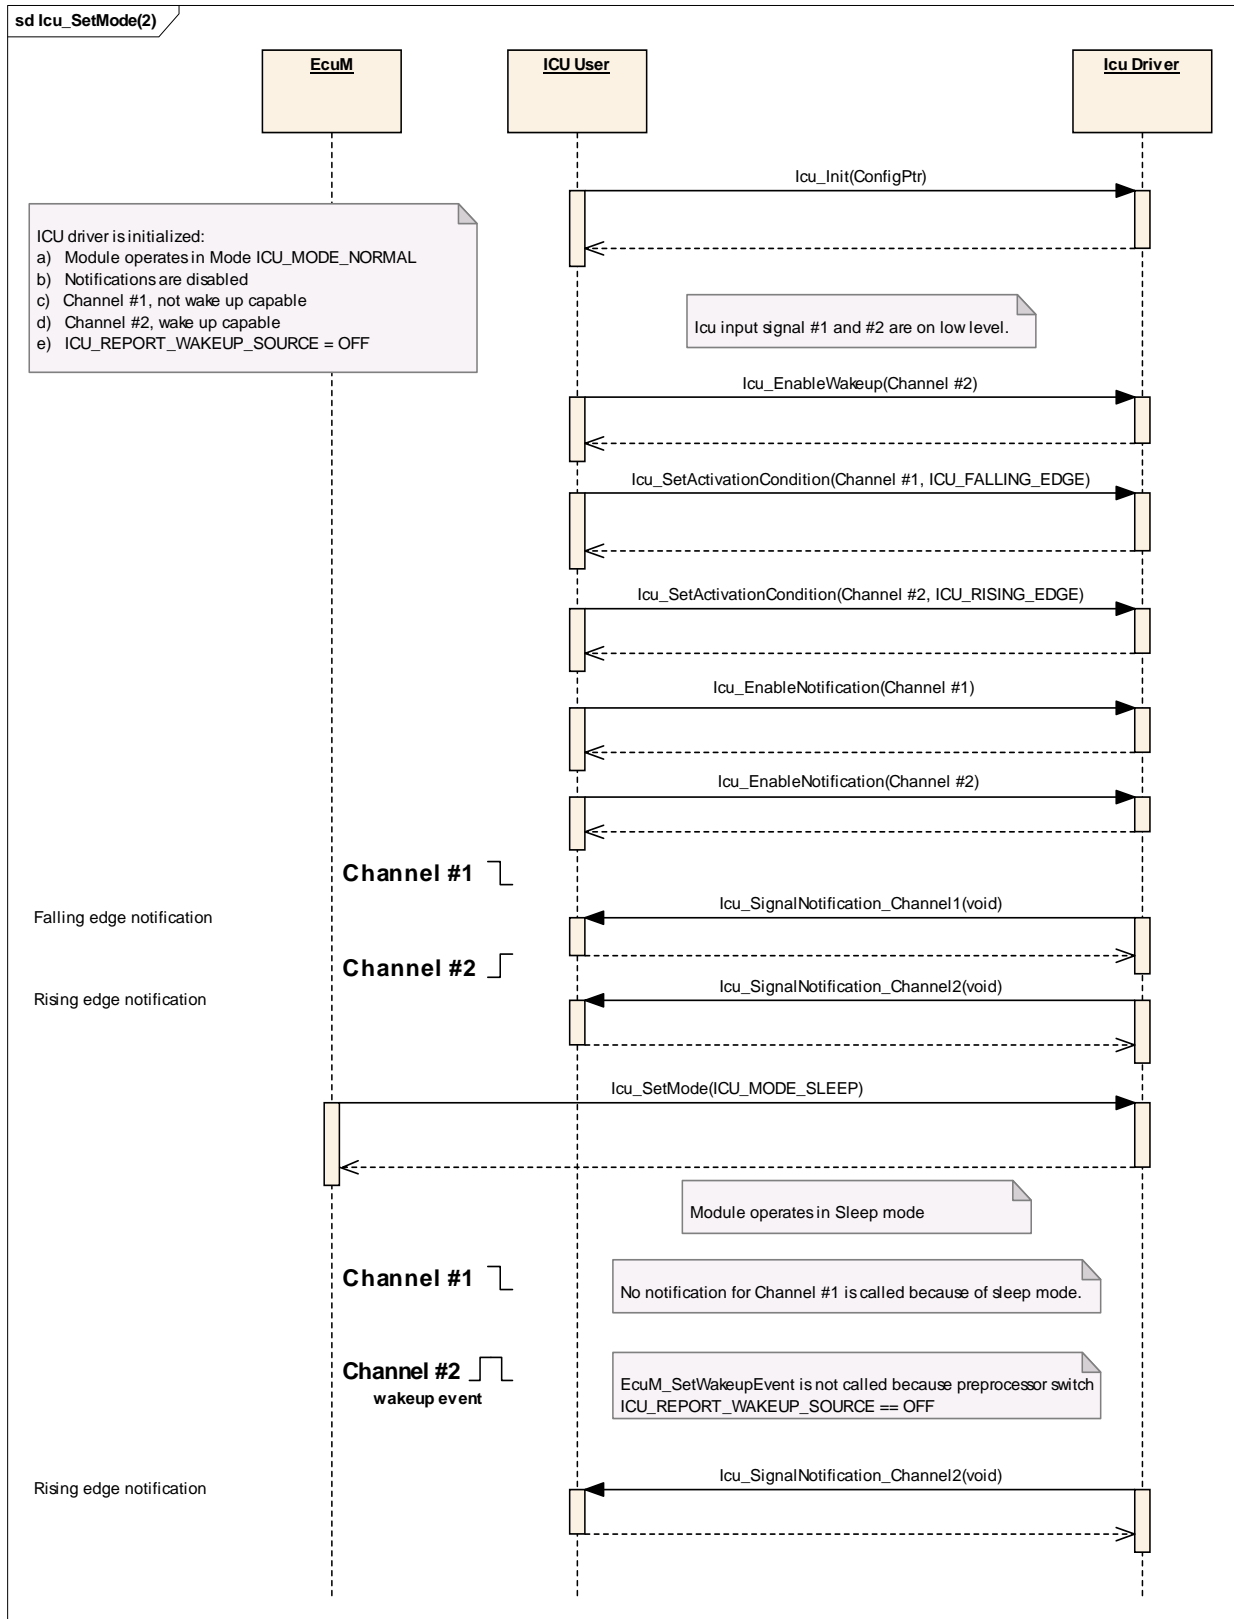 sd Icu_SetMode(2)
EcuM
ICU User
Icu Driver
Icu_Init(ConfigPtr)
ICU driver is initialized:
a) Module operates in Mode ICU_MODE_NORMAL
b) Notifications are disabled
c) Channel #1, not wake up capable
d) Channel #2, wake up capable
e) ICU_REPORT_WAKEUP_SOURCE = OFF
Icu input signal #1 and #2 are on low level.
Icu_EnableWakeup(Channel #2)
Icu_SetActivationCondition(Channel #1, ICU_FALLING_EDGE)
Icu_SetActivationCondition(Channel #2, ICU_RISING_EDGE)
Icu_EnableNotification(Channel #1)
Icu_EnableNotification(Channel #2)
Channel #1
Icu_SignalNotification_Channel1(void)
Falling edge notification
Channel #2
Icu_SignalNotification_Channel2(void)
Rising edge notification
Icu_SetMode(ICU_MODE_SLEEP)
Module operates in Sleep mode
Channel #1
No notification for Channel #1 is called because of sleep mode.
Channel #2
wakeup event
EcuM_SetWakeupEvent is not called because preprocessor switch
ICU_REPORT_WAKEUP_SOURCE == OFF
Icu_SignalNotification_Channel2(void)
Rising edge notification